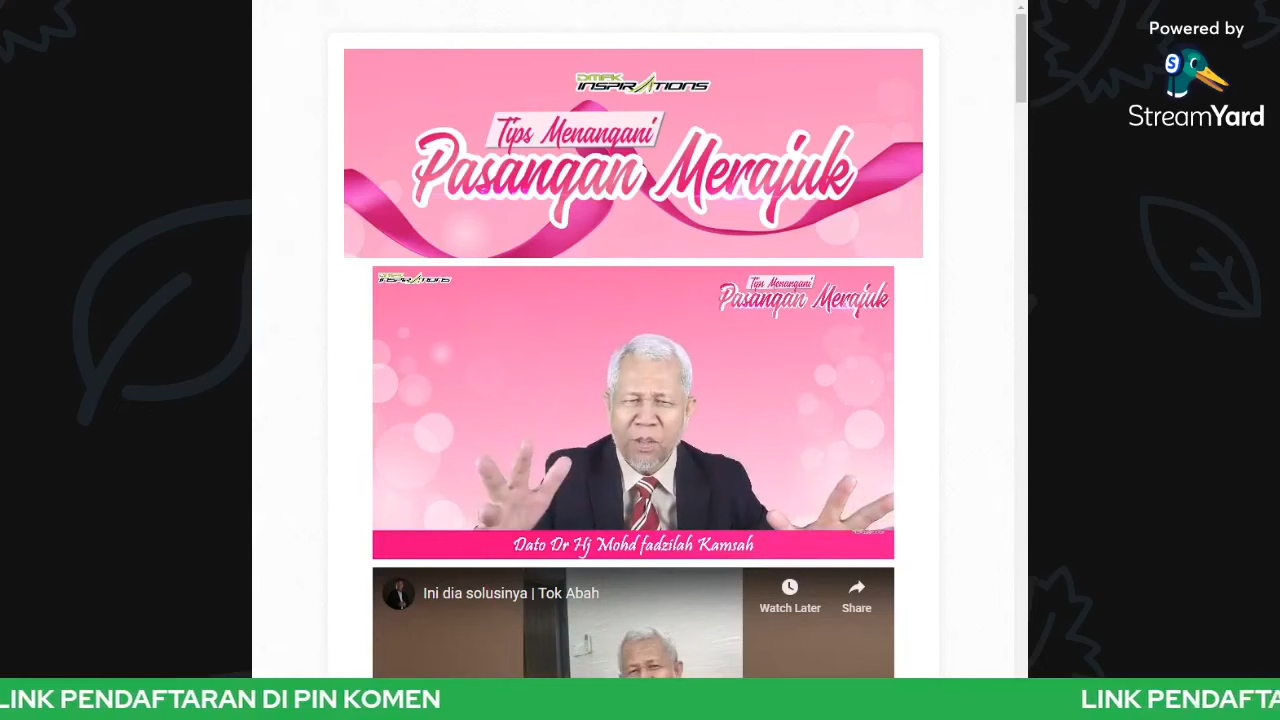 Powered by
S
StreamYard
DMFK
INSPIRATIONS
Tips Menangani
Pasangan Merajuk
INSPIRATIONS
Tips Menangani
Pasangan Merajuk
Dato Dr Hj Mohd fadzilah Kamsah
Ini dia solusinya | Tok Abah
Watch Later
Share
LINK PENDAFTARAN DI PIN KOMEN
LINK PENDAFTA